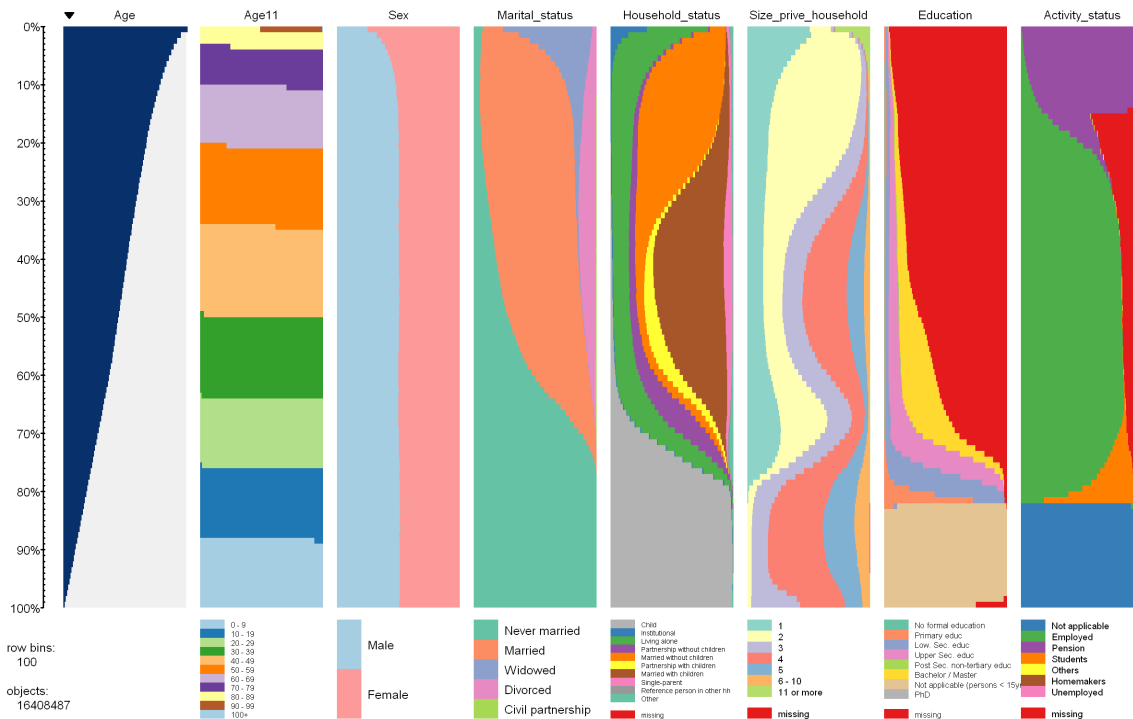 Age
Age11
Sex
Marital_status
Household_status
Size_prive_household
Education
Activity_status
0%
10%
20%
30%
40%
50%
60%
70%
80%
90%
100%
row bins:
100
objects:
16408487
0 - 9
10 - 19
20 - 29
30 - 39
40 - 49
50 - 59
60 - 69
70 - 79
80 - 89
90 - 99
100+
Male
Female
Never married
Married
Widowed
Divorced
Civil partnership
Child
Institutional
Living alone
Partnership without children
Married without children
Partnership with children
Married with children
Single-parent
Reference person in other hh
Other
missing
1
2
3
4
5
6 - 10
11 or more
missing
No formal education
Primary educ
Low. Sec. educ
Upper Sec. educ
Post Sec. non-tertiary educ
Bachelor / Master
Not applicable (persons < 15y
PhD
missing
Not applicable
Employed
Pension
Students
Others
Homemakers
Unemployed
missing